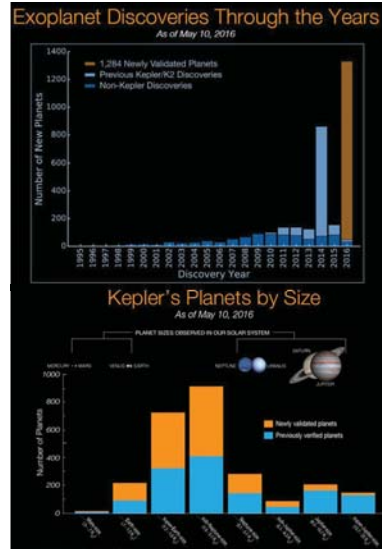 Exoplanet Discoveries Through the Years
As of May 10, 2016
1400
1200
1000
800
600
400
200
0
Number of New Planets
1,284 Newly Validated Planets
Previous Kepler/K2 Discoveries
Non-Kepler Discoveries
1995 1996 1997 1998 1999 2000 2001 2002 2003 2004 2005 2006 2007 2008 2009 2010 2011 2012 2013 2014 2015 2016
Discovery Year
Kepler's Planets by Size
As of May 10, 2016
PLANET SIZES OBSERVED IN OUR SOLAR SYSTEM
MERCURY MARS
VENUS EARTH
NEPTUNE URANUS
SATURN
JUPITER
1000
800
600
400
200
0
Number of Planets
Newly validated planets
Previously verified planets